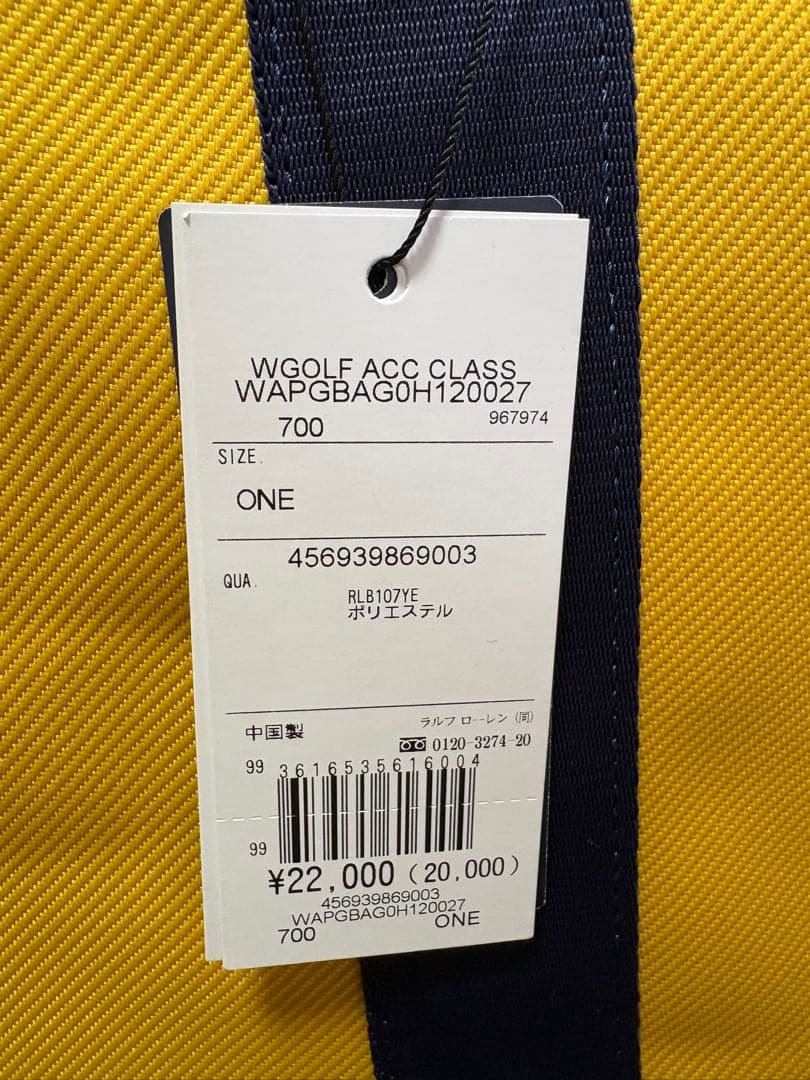 WGOLF ACC CLASS
WAPGBAG0H120027
700 967974
SIZE.
ONE
456939869003
QUA.
RLB107YE
ポリエステル
中国製
ラルフ ローレン (同)
0120-3274-20
99 3616535616004
99
¥22,000 (20,000)
456939869003
WAPGBAG0H120027
700 ONE